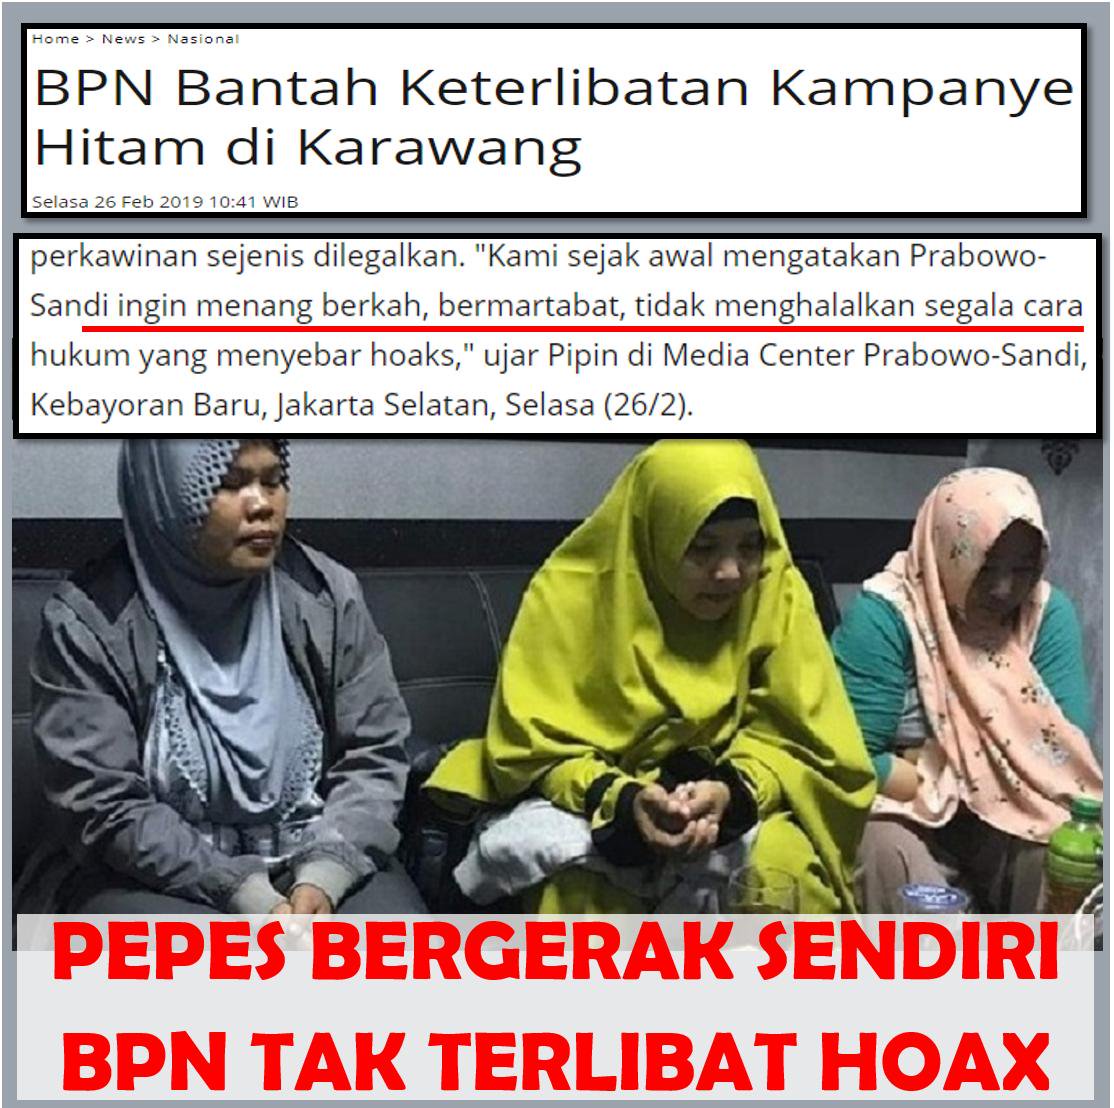 Home > News > Nasional
BPN Bantah Keterlibatan Kampanye
Hitam di Karawang
Selasa 26 Feb 2019 10:41 WIB
perkawinan sejenis dilegalkan. "Kami sejak awal mengatakan Prabowo-
Sandi ingin menang berkah, bermartabat, tidak menghalalkan segala cara
hukum yang menyebar hoaks," ujar Pipin di Media Center Prabowo-Sandi,
Kebayoran Baru, Jakarta Selatan, Selasa (26/2).
PEPES BERGERAK SENDIRI
BPN TAK TERLIBAT HOAX